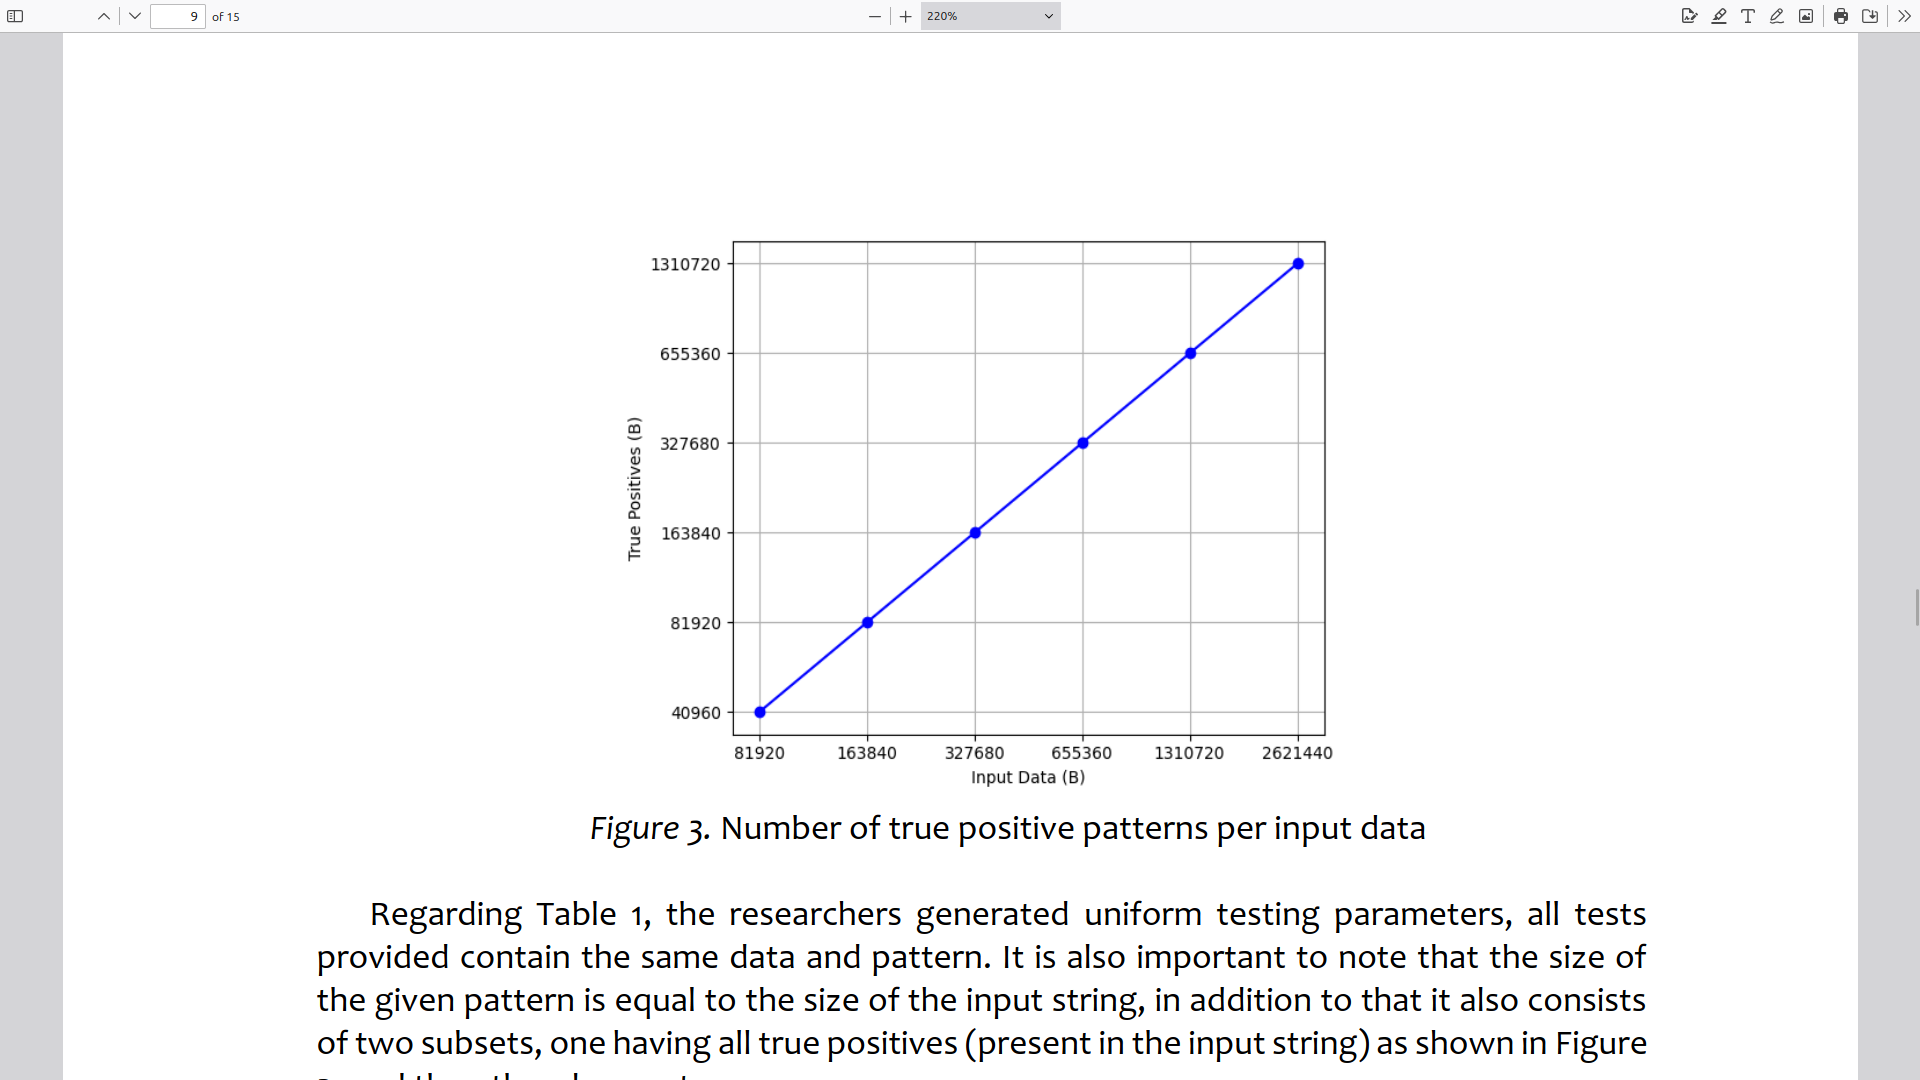 9 of 15
220%
1310720
655360
327680
163840
81920
40960
True Positives (B)
81920 163840 327680 655360 1310720 2621440
Input Data (B)
Figure 3. Number of true positive patterns per input data
Regarding Table 1, the researchers generated uniform testing parameters, all tests
provided contain the same data and pattern. It is also important to note that the size of
the given pattern is equal to the size of the input string, in addition to that it also consists
of two subsets, one having all true positives (present in the input string) as shown in Figure